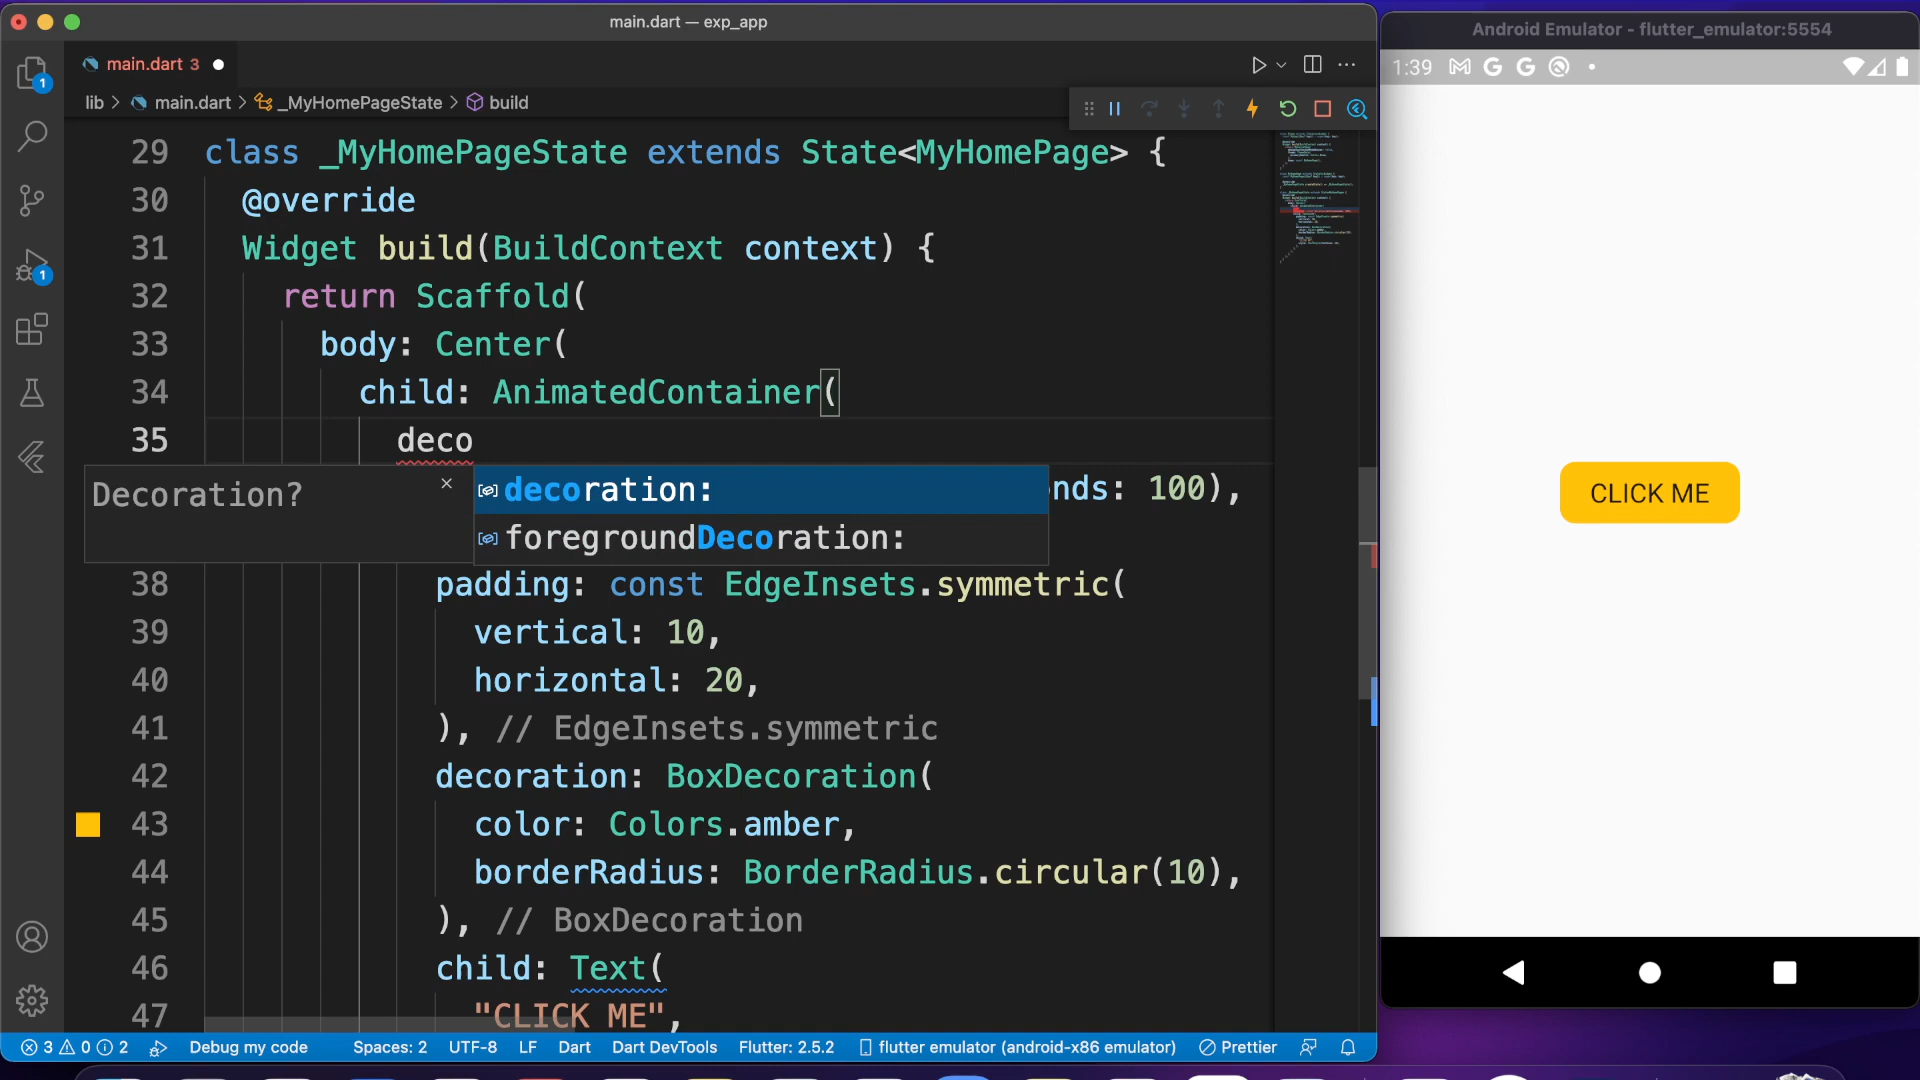 main.dart — exp_app
main.dart 3
lib > main.dart > _MyHomePageState > build
29 class _MyHomePageState extends State<MyHomePage> {
30 @override
31 Widget build(BuildContext context) {
32 return Scaffold(
33 body: Center(
34 child: AnimatedContainer(
35 deco
Decoration?
decoration:
onds: 100),
foregroundDecoration:
38 padding: const EdgeInsets.symmetric(
39 vertical: 10,
40 horizontal: 20,
41 ), // EdgeInsets.symmetric
42 decoration: BoxDecoration(
43 color: Colors.amber,
44 borderRadius: BorderRadius.circular(10),
45 ), // BoxDecoration
46 child: Text(
47 "CLICK ME",
3 0 2 Debug my code Spaces: 2 UTF-8 LF Dart Dart DevTools Flutter: 2.5.2 flutter emulator (android-x86 emulator) Prettier
1
1
Android Emulator - flutter_emulator:5554
1:39
CLICK ME